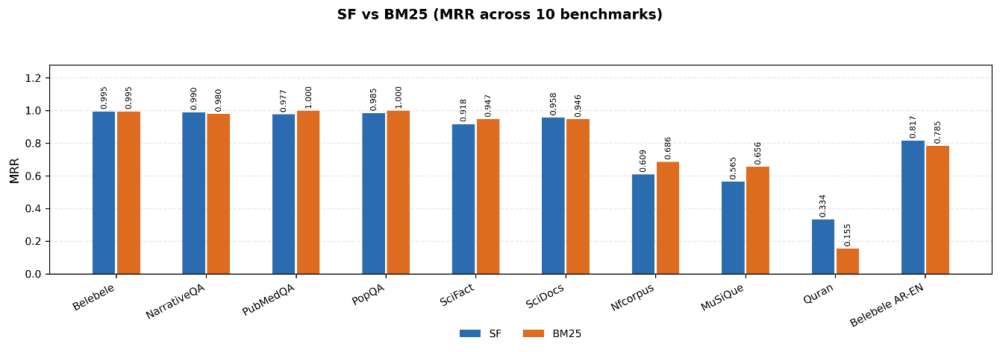 SF vs BM25 (MRR across 10 benchmarks)
MRR
1.2
1.0
0.8
0.6
0.4
0.2
0.0
0.995
0.995
0.990
0.980
0.977
1.000
0.985
1.000
0.918
0.947
0.958
0.946
0.609
0.686
0.565
0.656
0.334
0.155
0.817
0.785
Belebele
NarrativeQA
PubMedQA
PopQA
SciFact
SciDocs
Nfcorpus
MuSiQue
Quran
Belebele AR-EN
SF
BM25